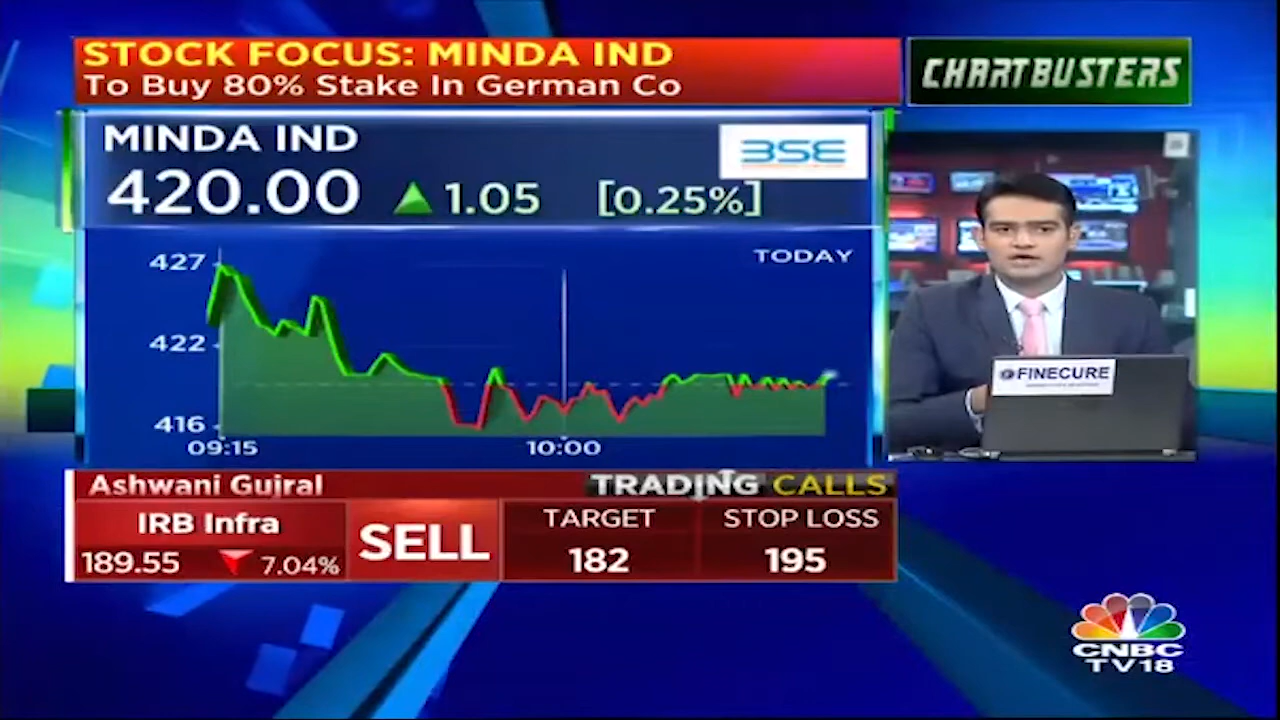 STOCK FOCUS: MINDA IND
To Buy 80% Stake In German Co
CHARTBUSTERS
MINDA IND
BSE
420.00 1.05 [0.25%]
TODAY
427
422
416
09:15 10:00
FINECURE
Ashwani Gujral
TRADING CALLS
IRB Infra
189.55 7.04%
SELL
TARGET STOP LOSS
182 195
CNBC
TV18